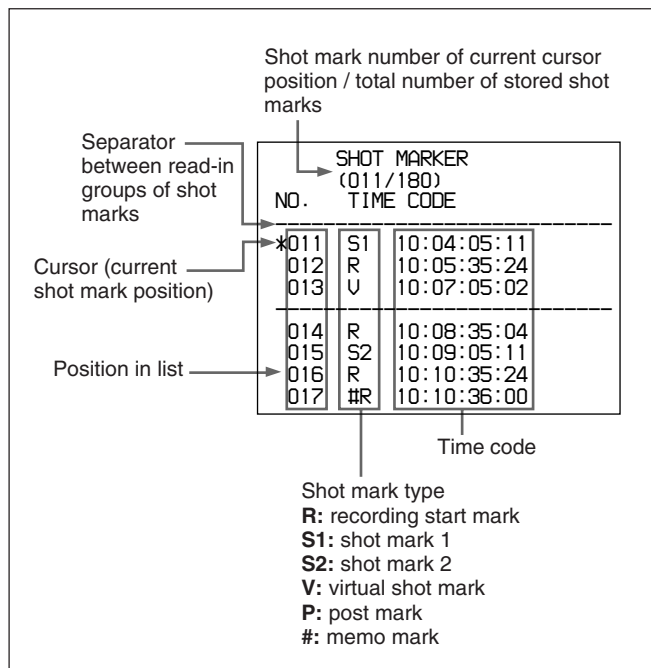 Shot mark number of current cursor
position / total number of stored shot
marks
Separator
between read-in
groups of shot
marks
SHOT MARKER
(011/180)
NO. TIME CODE
Cursor (current
shot mark position)
*011 S1 10:04:05:11
012 R 10:05:35:24
013 V 10:07:05:02
Position in list
014 R 10:08:35:04
015 S2 10:09:05:11
016 R 10:10:35:24
017 #R 10:10:36:00
Time code
Shot mark type
R: recording start mark
S1: shot mark 1
S2: shot mark 2
V: virtual shot mark
P: post mark
#: memo mark